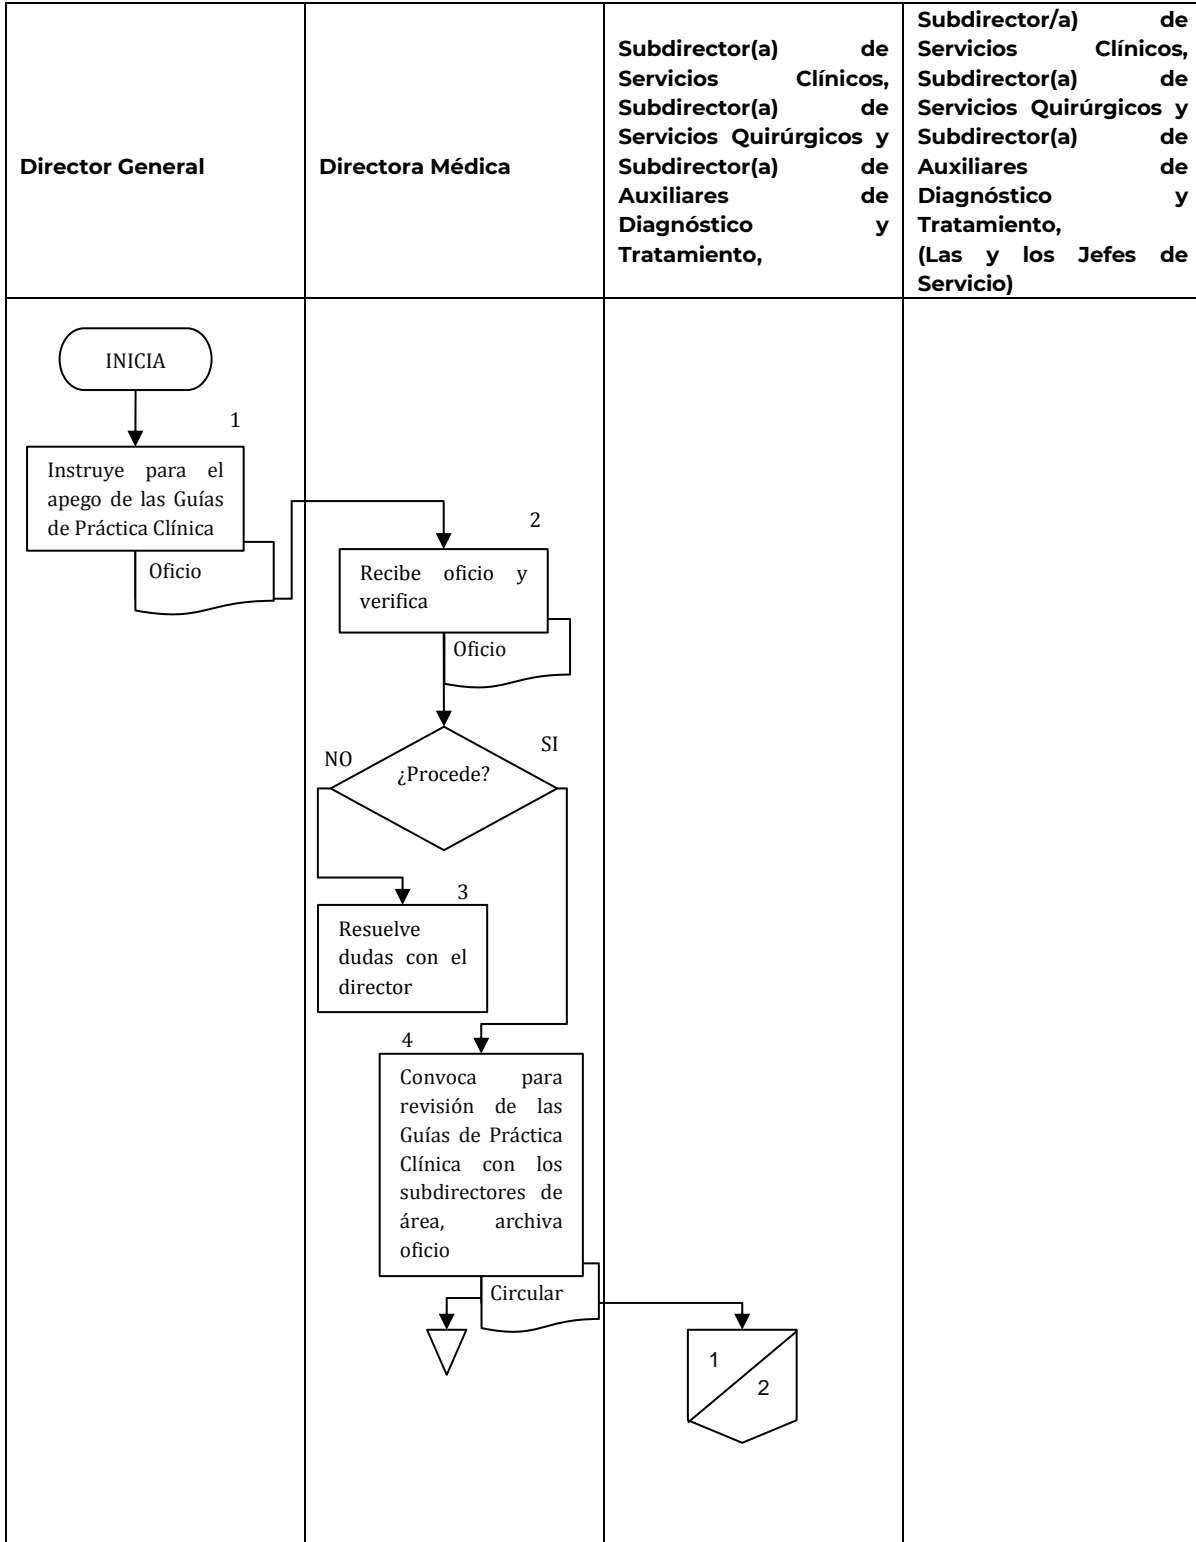 Director General
Directora Médica
Subdirector(a) de
Servicios Clínicos,
Subdirector(a) de
Servicios Quirúrgicos y
Subdirector(a) de
Auxiliares de
Diagnóstico y
Tratamiento,
Subdirector/a) de
Servicios Clínicos,
Subdirector(a) de
Servicios Quirúrgicos y
Subdirector(a) de
Auxiliares de
Diagnóstico y
Tratamiento,
(Las y los Jefes de
Servicio)
INICIA
1
Instruye para el
apego de las Guías
de Práctica Clínica
Oficio
2
Recibe oficio y
verifica
Oficio
NO
SI
¿Procede?
3
Resuelve
dudas con el
director
4
Convoca para
revisión de las
Guías de Práctica
Clínica con los
subdirectores de
área, archiva
oficio
Circular
1
2